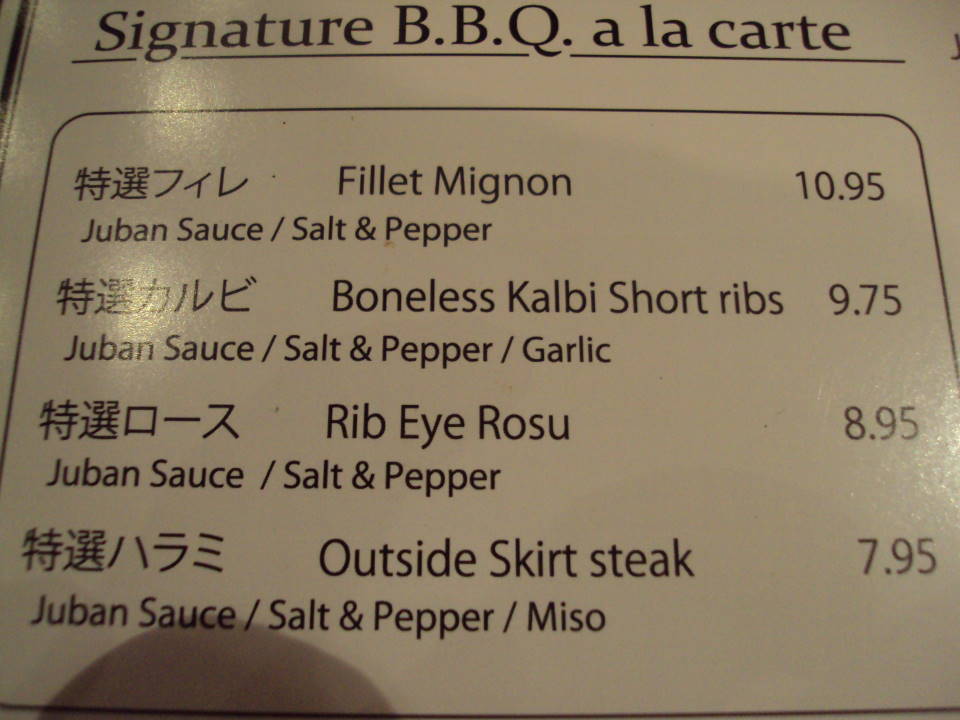 Signature B.B.Q. a la carte
特選フィレ Fillet Mignon 10.95
Juban Sauce / Salt & Pepper
特選カルビ Boneless Kalbi Short ribs 9.75
Juban Sauce / Salt & Pepper / Garlic
特選ロース Rib Eye Rosu 8.95
Juban Sauce / Salt & Pepper
特選ハラミ Outside Skirt steak 7.95
Juban Sauce / Salt & Pepper / Miso